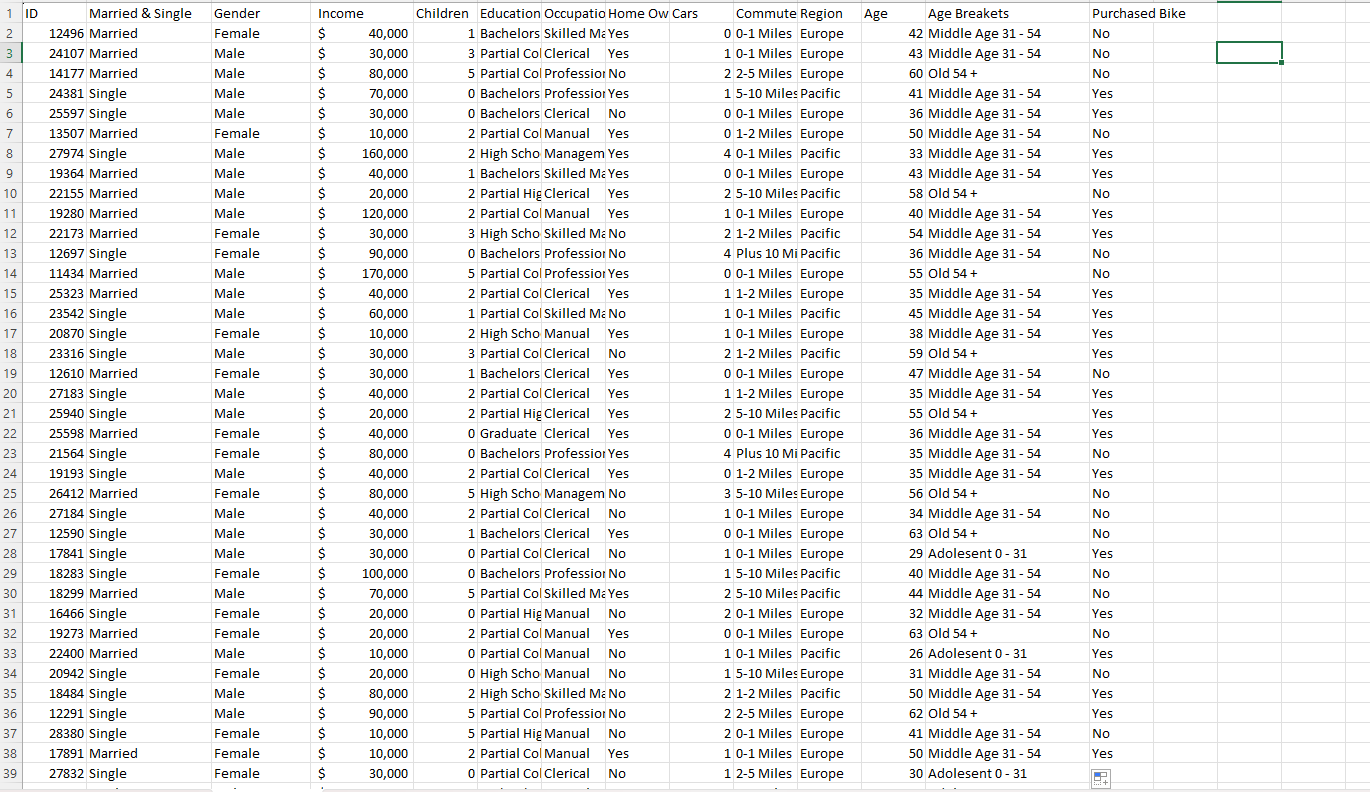 1 ID Married & Single Gender Income Children Education Occupatio Home Ow Cars Commute Region Age Age Breakets Purchased Bike
2 12496 Married Female $ 40,000 1 Bachelors Skilled Ma Yes 0 0-1 Miles Europe 42 Middle Age 31 - 54 No
3 24107 Married Male $ 30,000 3 Partial Col Clerical Yes 1 0-1 Miles Europe 43 Middle Age 31 - 54 No
4 14177 Married Male $ 80,000 5 Partial Col Profession No 2 2-5 Miles Europe 60 Old 54 + No
5 24381 Single Male $ 70,000 0 Bachelors Profession Yes 1 5-10 Miles Pacific 41 Middle Age 31 - 54 Yes
6 25597 Single Male $ 30,000 0 Bachelors Clerical No 0 0-1 Miles Europe 36 Middle Age 31 - 54 Yes
7 13507 Married Female $ 10,000 2 Partial Col Manual Yes 0 1-2 Miles Europe 50 Middle Age 31 - 54 No
8 27974 Single Male $ 160,000 2 High Scho Managem Yes 4 0-1 Miles Pacific 33 Middle Age 31 - 54 Yes
9 19364 Married Male $ 40,000 1 Bachelors Skilled Ma Yes 0 0-1 Miles Europe 43 Middle Age 31 - 54 Yes
10 22155 Married Male $ 20,000 2 Partial Hig Clerical Yes 2 5-10 Miles Pacific 58 Old 54 + No
11 19280 Married Male $ 120,000 2 Partial Col Manual Yes 1 0-1 Miles Europe 40 Middle Age 31 - 54 Yes
12 22173 Married Female $ 30,000 3 High Scho Skilled Ma No 2 1-2 Miles Pacific 54 Middle Age 31 - 54 Yes
13 12697 Single Female $ 90,000 0 Bachelors Profession No 4 Plus 10 Mi Pacific 36 Middle Age 31 - 54 No
14 11434 Married Male $ 170,000 5 Partial Col Profession Yes 0 0-1 Miles Europe 55 Old 54 + No
15 25323 Married Male $ 40,000 2 Partial Col Clerical Yes 1 1-2 Miles Europe 35 Middle Age 31 - 54 Yes
16 23542 Single Male $ 60,000 1 Partial Col Skilled Ma No 1 0-1 Miles Pacific 45 Middle Age 31 - 54 Yes
17 20870 Single Female $ 10,000 2 High Scho Manual Yes 1 0-1 Miles Europe 38 Middle Age 31 - 54 Yes
18 23316 Single Male $ 30,000 3 Partial Col Clerical No 2 1-2 Miles Pacific 59 Old 54 + Yes
19 12610 Married Female $ 30,000 1 Bachelors Clerical Yes 0 0-1 Miles Europe 47 Middle Age 31 - 54 No
20 27183 Single Male $ 40,000 2 Partial Col Clerical Yes 1 1-2 Miles Europe 35 Middle Age 31 - 54 Yes
21 25940 Single Male $ 20,000 2 Partial Hig Clerical Yes 2 5-10 Miles Pacific 55 Old 54 + Yes
22 25598 Married Female $ 40,000 0 Graduate Clerical Yes 0 0-1 Miles Europe 36 Middle Age 31 - 54 Yes
23 21564 Single Female $ 80,000 0 Bachelors Profession Yes 4 Plus 10 Mi Pacific 35 Middle Age 31 - 54 No
24 19193 Single Male $ 40,000 2 Partial Col Clerical Yes 0 1-2 Miles Europe 35 Middle Age 31 - 54 Yes
25 26412 Married Female $ 80,000 5 High Scho Managem No 3 5-10 Miles Europe 56 Old 54 + No
26 27184 Single Male $ 40,000 2 Partial Col Clerical No 1 0-1 Miles Europe 34 Middle Age 31 - 54 No
27 12590 Single Male $ 30,000 1 Bachelors Clerical Yes 0 0-1 Miles Europe 63 Old 54 + No
28 17841 Single Male $ 30,000 0 Partial Col Clerical No 1 0-1 Miles Europe 29 Adolesent 0 - 31 Yes
29 18283 Single Female $ 100,000 0 Bachelors Profession No 1 5-10 Miles Pacific 40 Middle Age 31 - 54 No
30 18299 Married Male $ 70,000 5 Partial Col Skilled Ma Yes 2 5-10 Miles Pacific 44 Middle Age 31 - 54 No
31 16466 Single Female $ 20,000 0 Partial Hig Manual No 2 0-1 Miles Europe 32 Middle Age 31 - 54 Yes
32 19273 Married Female $ 20,000 2 Partial Col Manual Yes 0 0-1 Miles Europe 63 Old 54 + No
33 22400 Married Male $ 10,000 0 Partial Col Manual No 1 0-1 Miles Pacific 26 Adolesent 0 - 31 Yes
34 20942 Single Female $ 20,000 0 High Scho Manual No 1 5-10 Miles Europe 31 Middle Age 31 - 54 No
35 18484 Single Male $ 80,000 2 High Scho Skilled Ma No 2 1-2 Miles Pacific 50 Middle Age 31 - 54 Yes
36 12291 Single Male $ 90,000 5 Partial Col Profession No 2 2-5 Miles Europe 62 Old 54 + Yes
37 28380 Single Female $ 10,000 5 Partial Hig Manual No 2 0-1 Miles Europe 41 Middle Age 31 - 54 No
38 17891 Married Female $ 10,000 2 Partial Col Manual Yes 1 0-1 Miles Europe 50 Middle Age 31 - 54 Yes
39 27832 Single Female $ 30,000 0 Partial Col Clerical No 1 2-5 Miles Europe 30 Adolesent 0 - 31